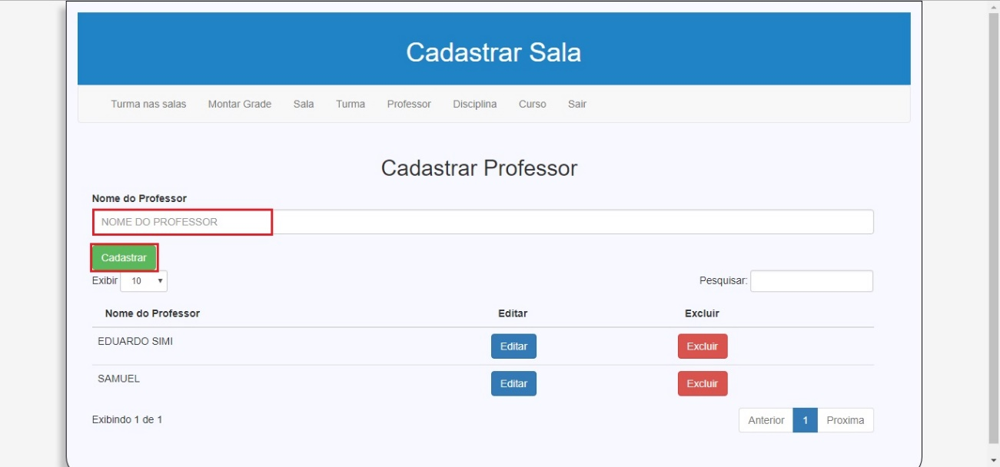 Cadastrar Sala
Turma nas salas Montar Grade Sala Turma Professor Disciplina Curso Sair
Cadastrar Professor
Nome do Professor
NOME DO PROFESSOR
Cadastrar
Exibir 10 Pesquisar:
Nome do Professor Editar Excluir
EDUARDO SIMI Editar Excluir
SAMUEL Editar Excluir
Exibindo 1 de 1 Anterior 1 Proxima